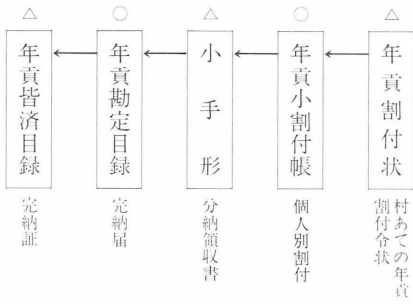 △
年貢割付状
村あての年貢
割付令状
○
年貢小割付帳
個人別割付
△
小手形
分納領収書
○
年貢勘定目録
完納届
△
年貢皆済目録
完納証